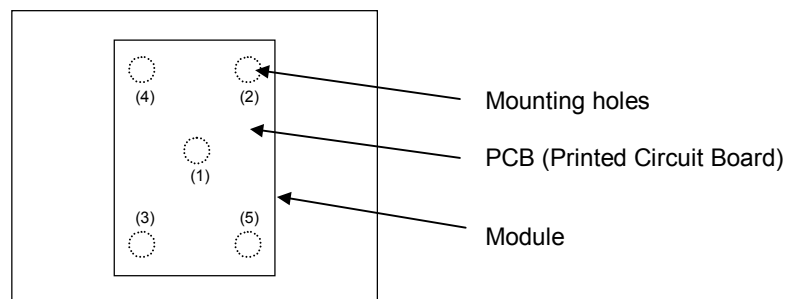 (4)
(2)
Mounting holes
PCB (Printed Circuit Board)
(1)
(3)
(5)
Module